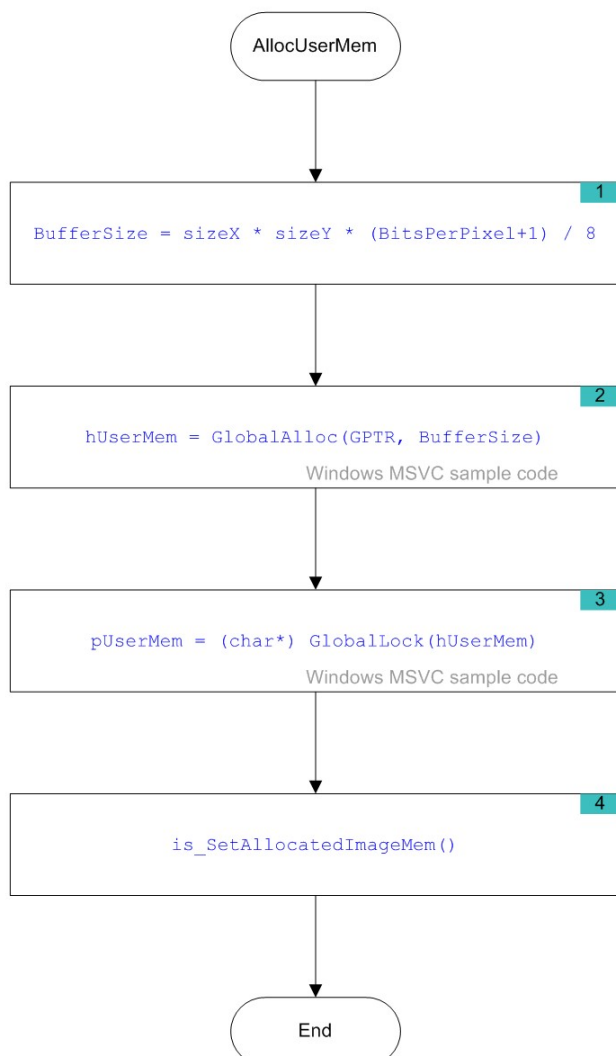 AllocUserMem
1
BufferSize = sizeX * sizeY * (BitsPerPixel+1) / 8
2
hUserMem = GlobalAlloc(GPTR, BufferSize)
Windows MSVC sample code
3
pUserMem = (char*) GlobalLock(hUserMem)
Windows MSVC sample code
4
is_SetAllocatedImageMem()
End